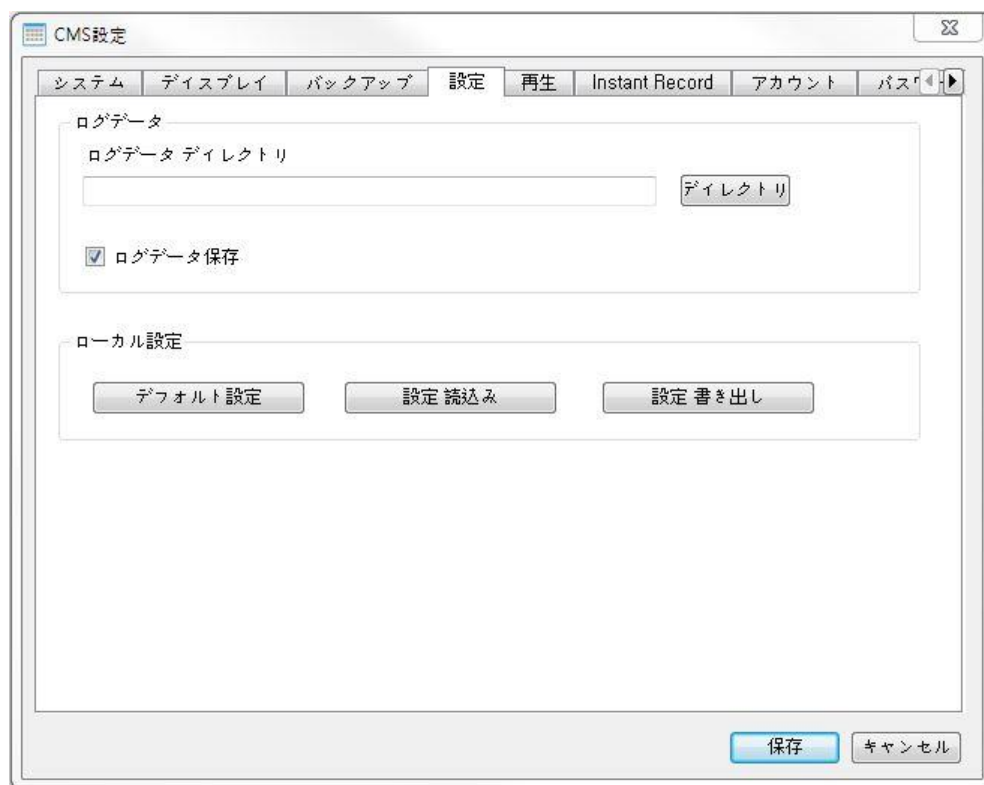 CMS設定
システム ディスプレイ バックアップ 設定 再生 Instant Record アカウント
ログデータ
ログデータ ディレクトリ
ディレクトリ
ログデータ保存
ローカル設定
デフォルト設定 設定 読込み 設定 書き出し
保存 キャンセル